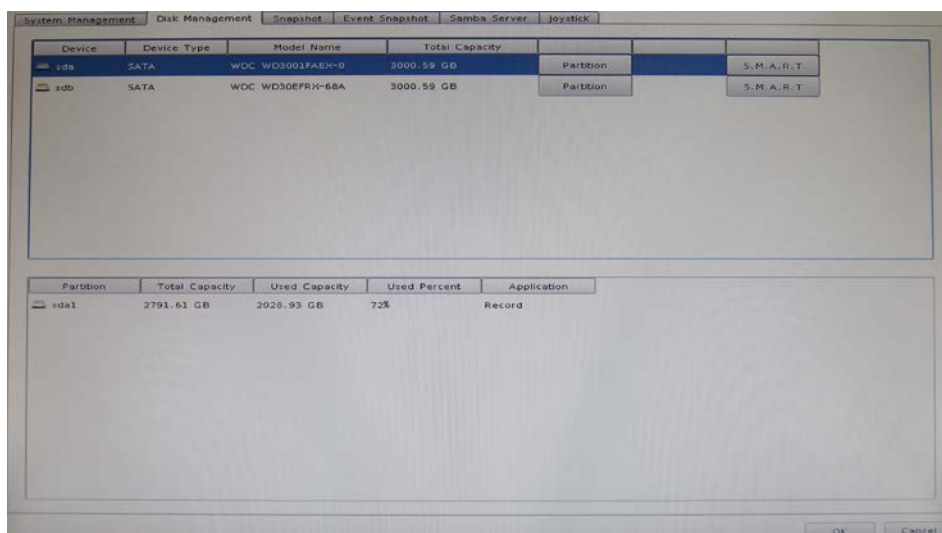 System Management Disk Management Snapshot Event Snapshot Samba Server Joystick
Device Device Type Model Name Total Capacity
sda SATA WDC WD3001FAEX-0 3000.59 GB Partition S.M.A.R.T
sdb SATA WDC WD30EFRX-68A 3000.59 GB Partition S.M.A.R.T
Partition Total Capacity Used Capacity Used Percent Application
sda1 2791.61 GB 2028.93 GB 72% Record
OK Cancel